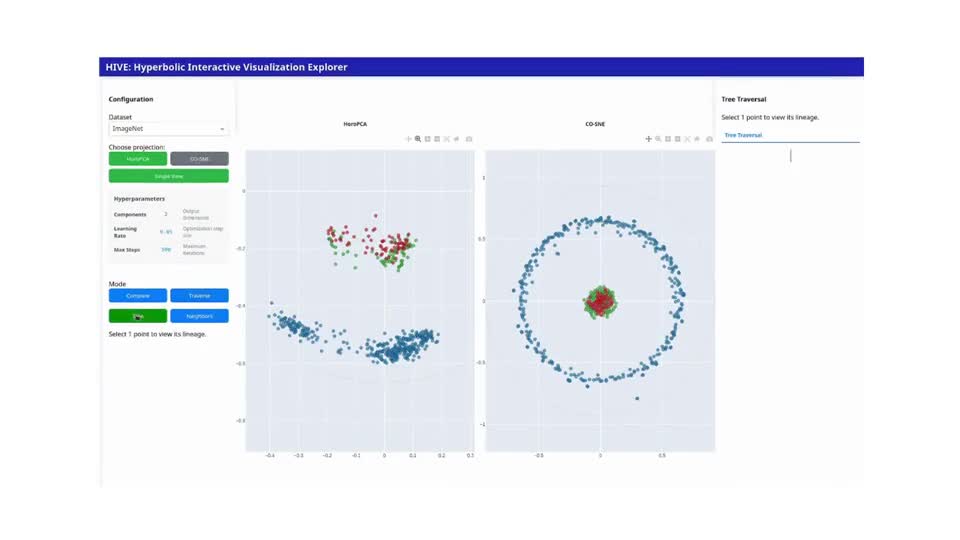 HIVE: Hyperbolic Interactive Visualization Explorer
Configuration
Dataset
ImageNet
Choose projection:
HoroPCA
CO-SNE
Single View
Hyperparameters
Components 2 Output Dimensions
Learning Rate 0.05 Optimization step size
Max Steps 500 Maximum Iterations
Mode
Compare
Traverse
Neighbors
Select 1 point to view its lineage.
HoroPCA
0
-0.2
-0.4
-0.6
-0.8
-0.4 -0.3 -0.2 -0.1 0 0.1 0.2 0.3
CO-SNE
1
0.5
0
-0.5
-1
-0.5 0 0.5
Tree Traversal
Select 1 point to view its lineage.
Tree Traversal